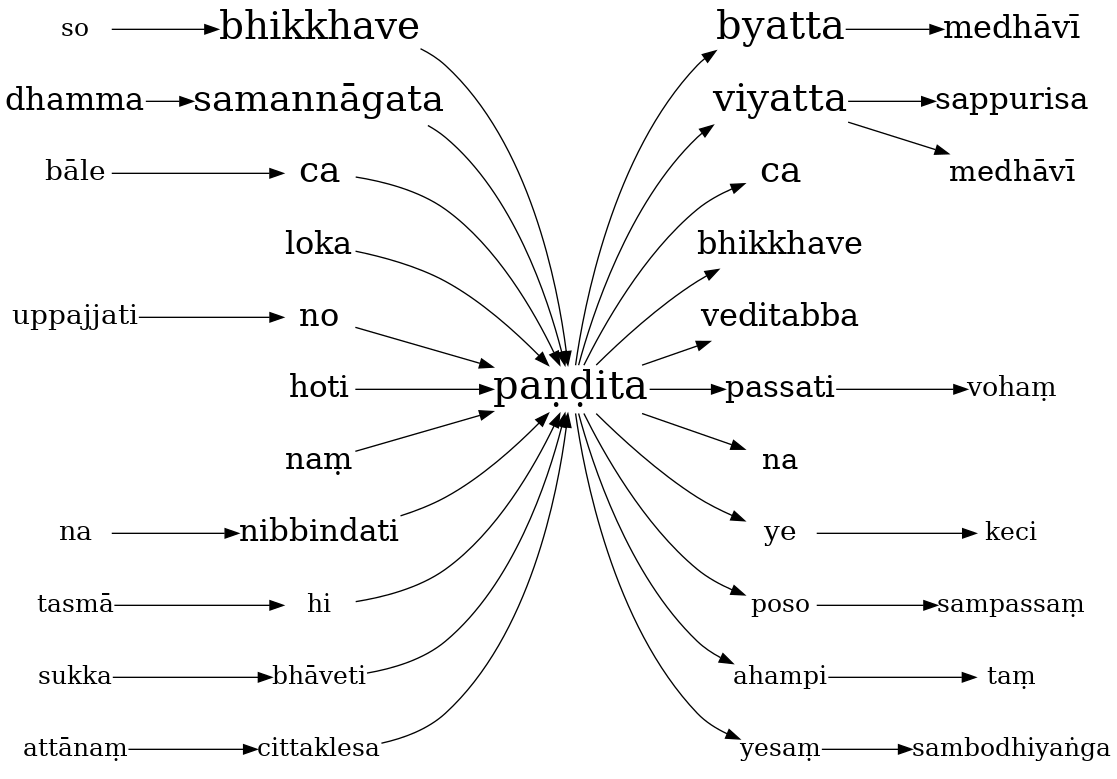 so bhikkhave byatta medhāvī
dhamma samannāgata viyatta sappurisa
bāle ca ca medhāvī
loka bhikkhave
uppajjati no veditabba
hoti paṇḍita passati vohaṃ
naṃ na
na nibbindati ye keci
tasmā hi poso sampassaṃ
sukka bhāveti ahampi taṃ
attānaṃ cittaklesa yesaṃ sambodhiyaṅga